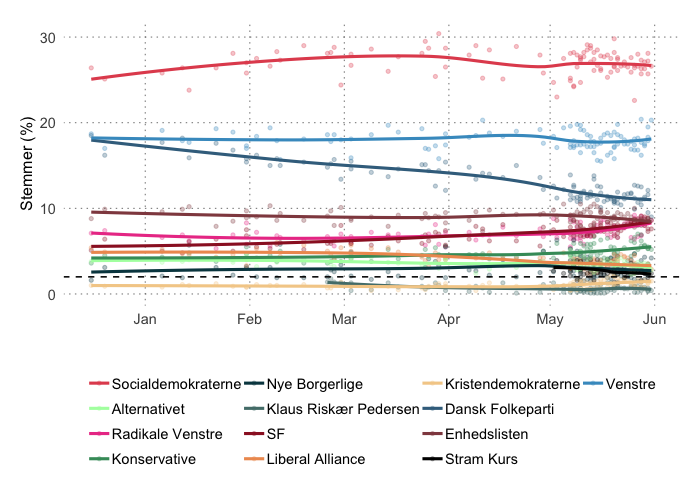 30
20
10
0
Stemmer (%)
Jan Feb Mar Apr May Jun
Socialdemokraterne Nye Borgerlige Kristendemokraterne Venstre
Alternativet Klaus Riskær Pedersen Dansk Folkeparti
Radikale Venstre SF Enhedslisten
Konservative Liberal Alliance Stram Kurs